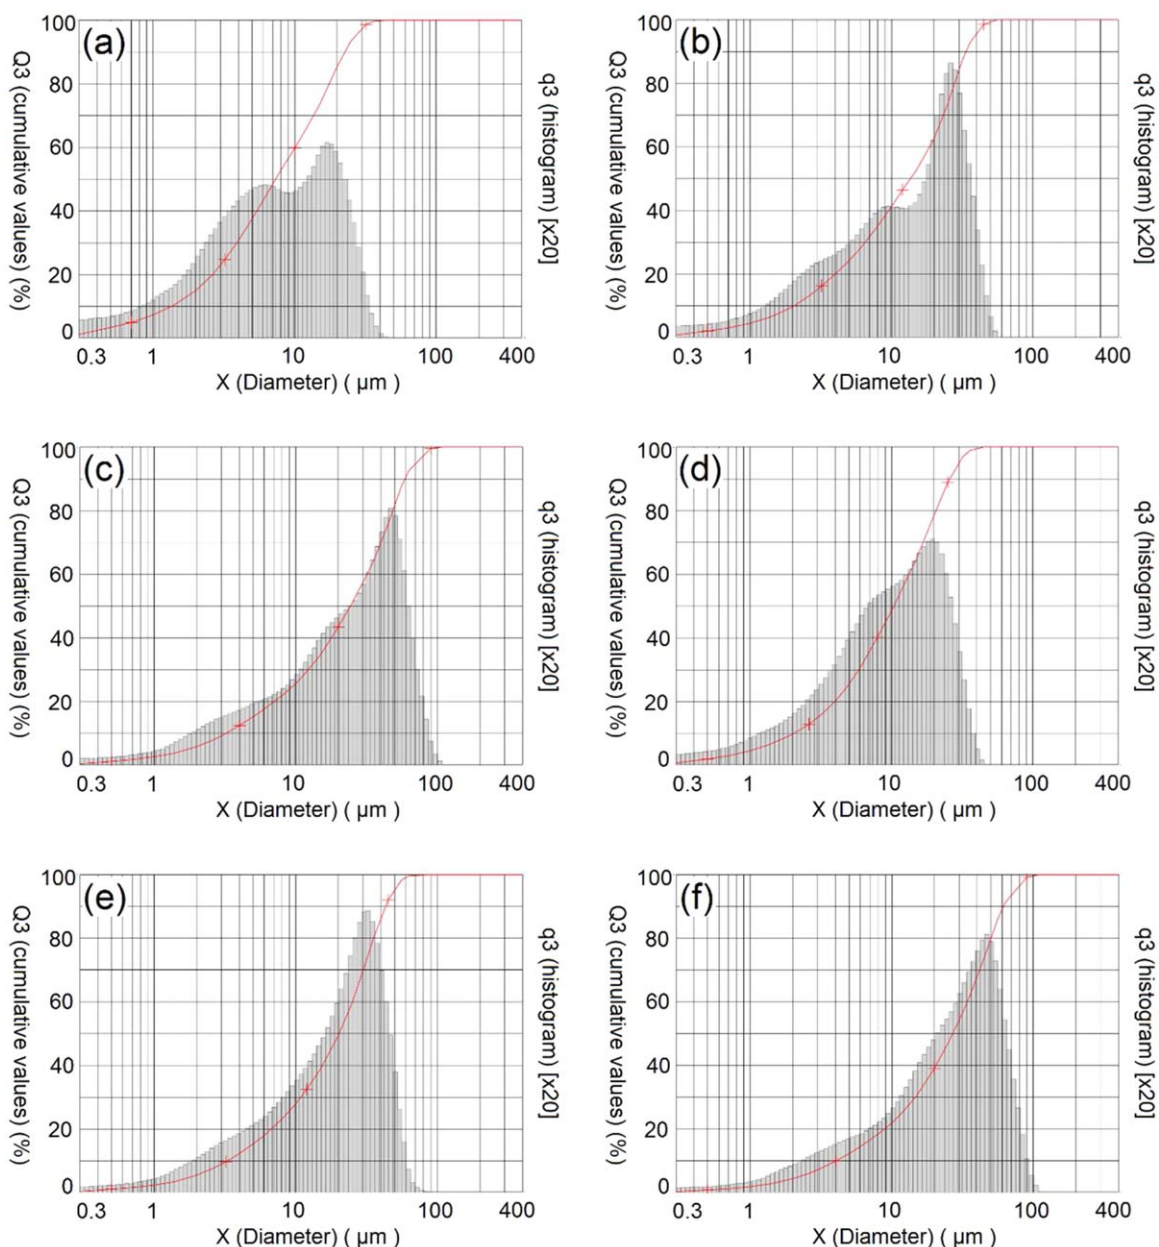 (a)
Q3 (cumulative values) (%)
100
80
60
40
20
0
0.3 1 10 100 400
X (Diameter) ( µm )
q3 (histogram) [x20]
(b)
Q3 (cumulative values) (%)
100
80
60
40
20
0
0.3 1 10 100 400
X (Diameter) ( µm )
q3 (histogram) [x20]
(c)
Q3 (cumulative values) (%)
100
80
60
40
20
0
0.3 1 10 100 400
X (Diameter) ( µm )
q3 (histogram) [x20]
(d)
Q3 (cumulative values) (%)
100
80
60
40
20
0
0.3 1 10 100 400
X (Diameter) ( µm )
q3 (histogram) [x20]
(e)
Q3 (cumulative values) (%)
100
80
60
40
20
0
0.3 1 10 100 400
X (Diameter) ( µm )
q3 (histogram) [x20]
(f)
Q3 (cumulative values) (%)
100
80
60
40
20
0
0.3 1 10 100 400
X (Diameter) ( µm )
q3 (histogram) [x20]